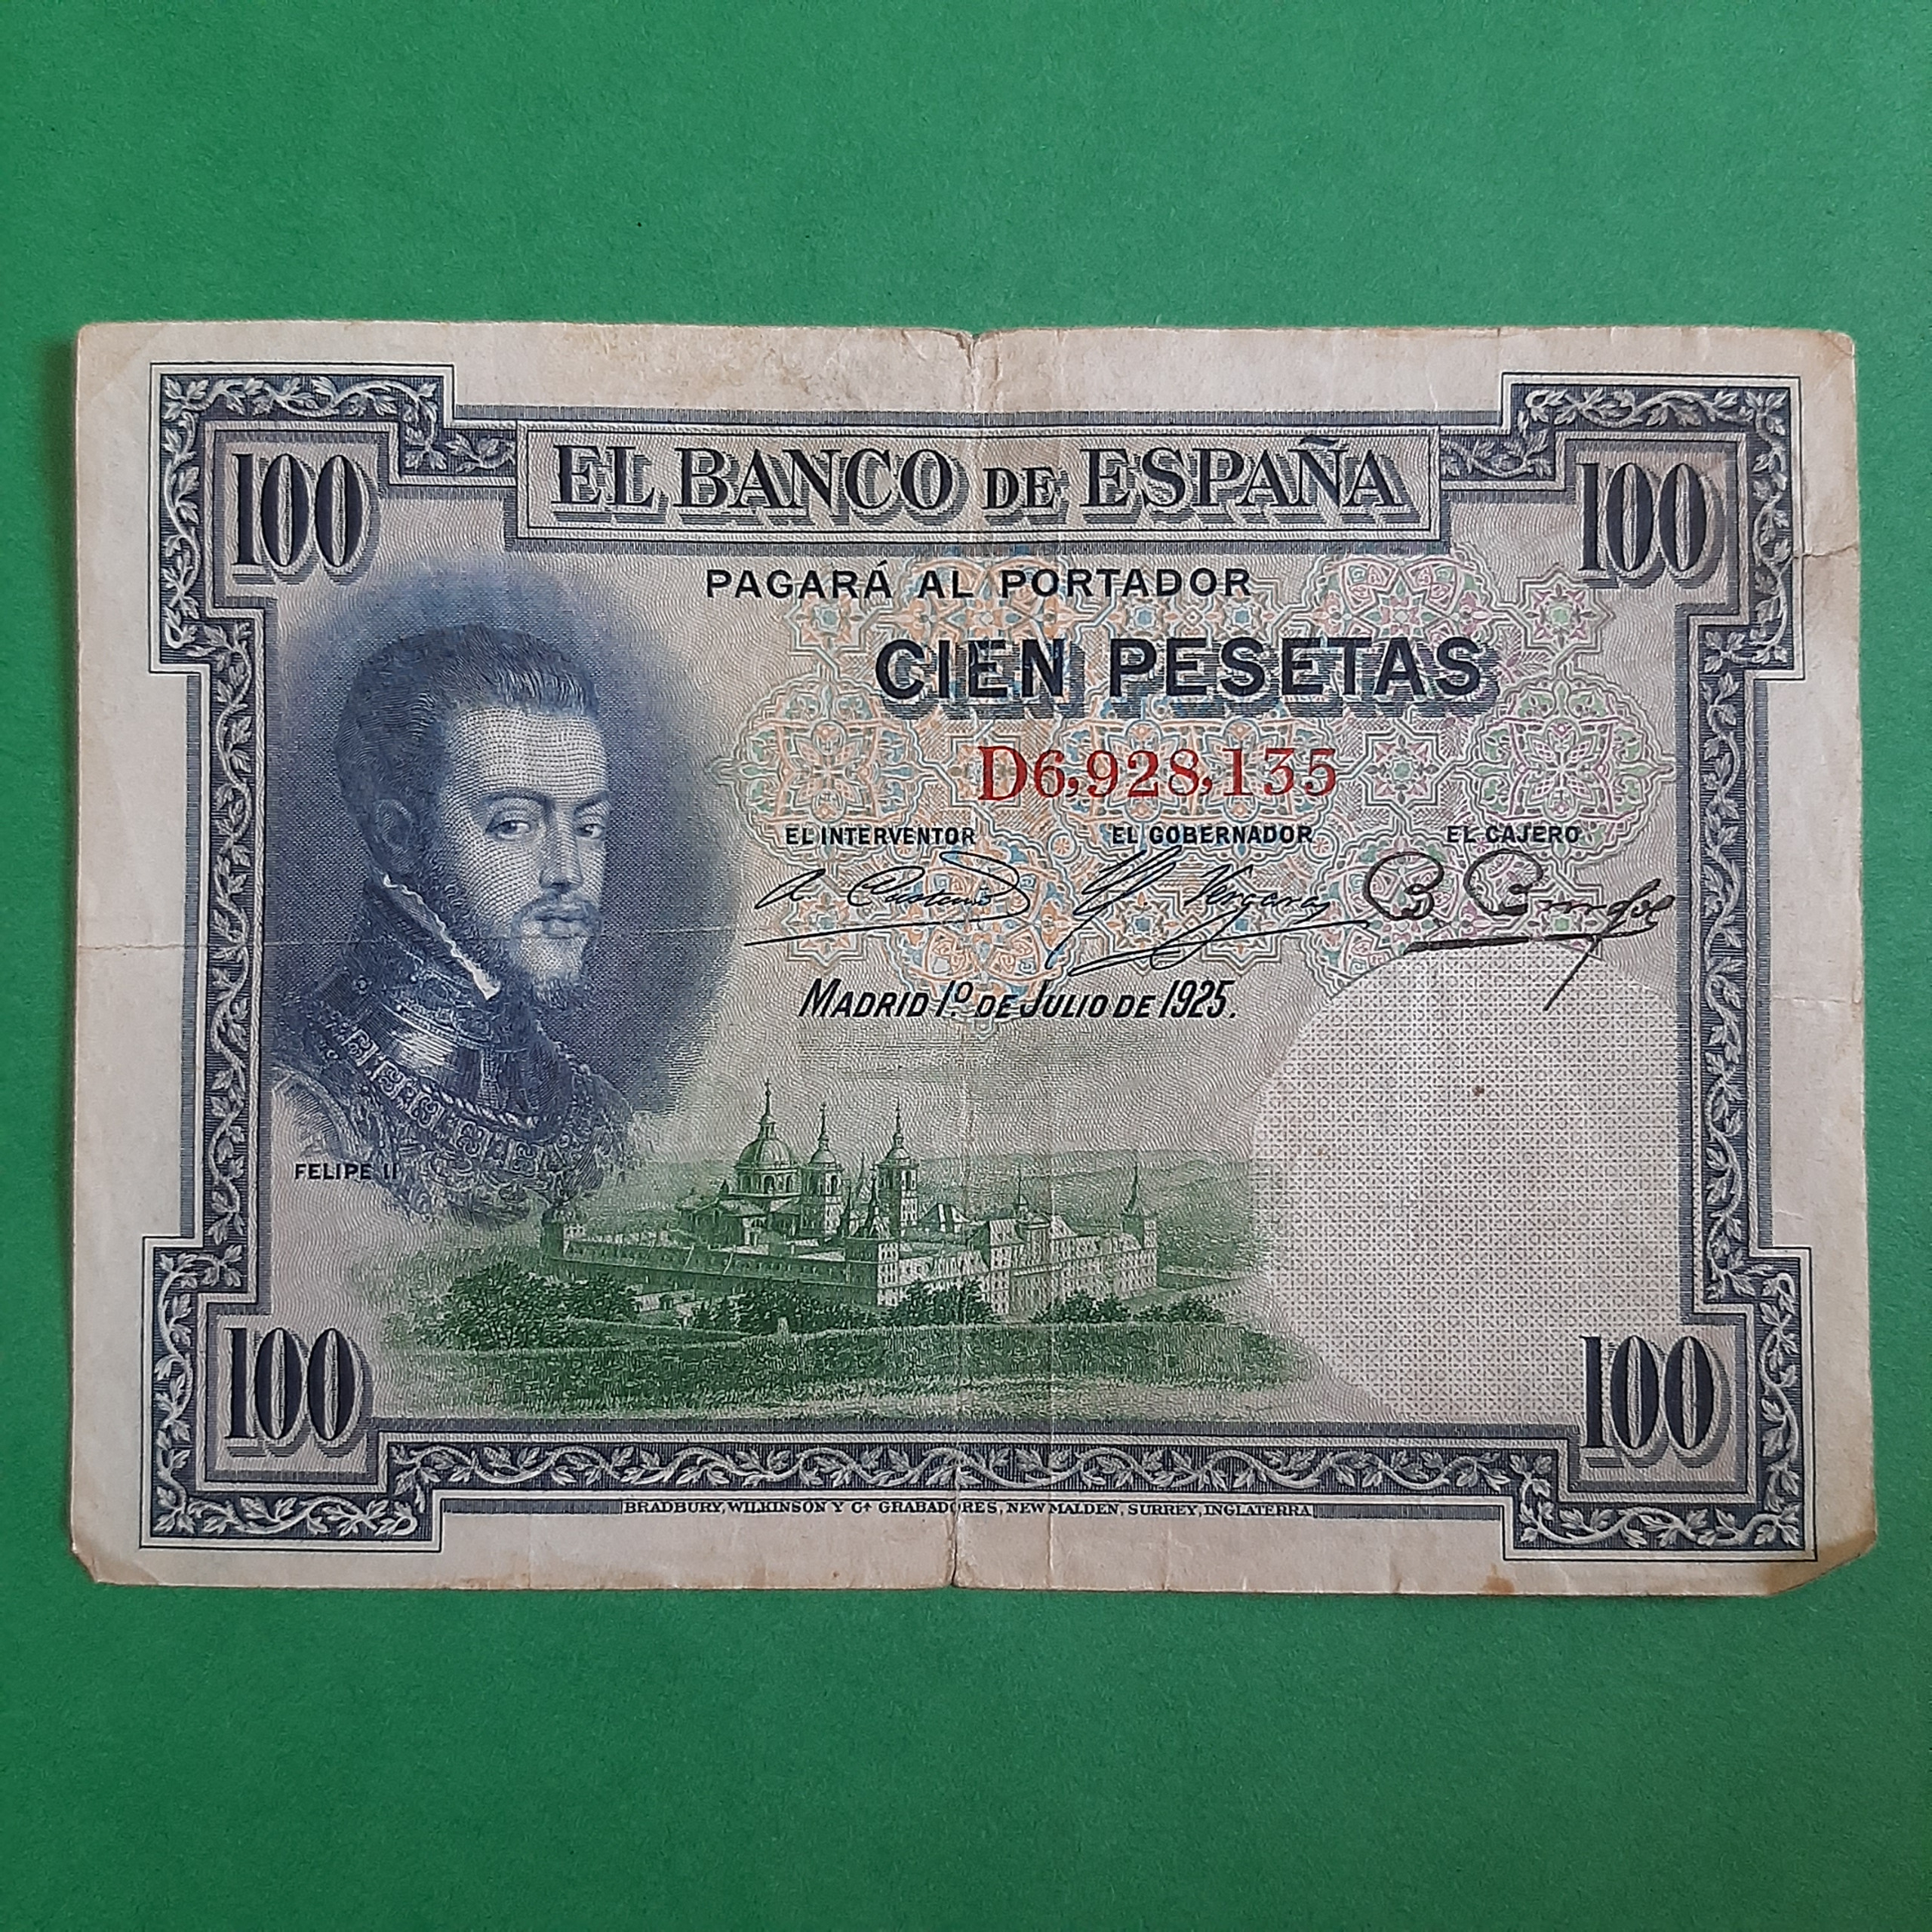 100 EL BANCO DE ESPAÑA 100
PAGARÁ AL PORTADOR
CIEN PESETAS
D6,928,135
EL INTERVENTOR EL GOBERNADOR EL CAJERO
MADRID 1º DE JULIO DE 1925.
FELIPE II
100 100
BRADBURY, WILKINSON Y Cª GRABADORES, NEW MALDEN, SURREY, INGLATERRA